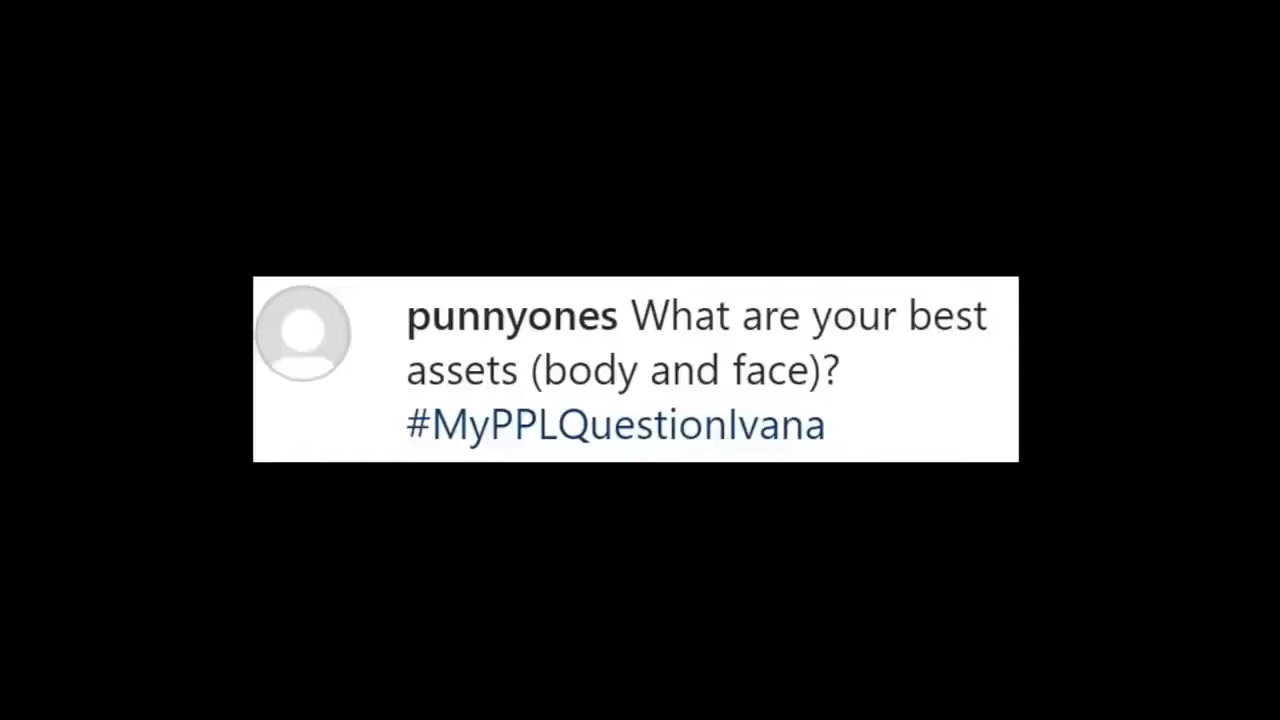 punnyones What are your best
assets (body and face)?
#MyPPLQuestionIvana